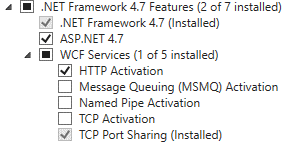 .NET Framework 4.7 Features (2 of 7 installed)
.NET Framework 4.7 (Installed)
ASP.NET 4.7
WCF Services (1 of 5 installed)
HTTP Activation
Message Queuing (MSMQ) Activation
Named Pipe Activation
TCP Activation
TCP Port Sharing (Installed)